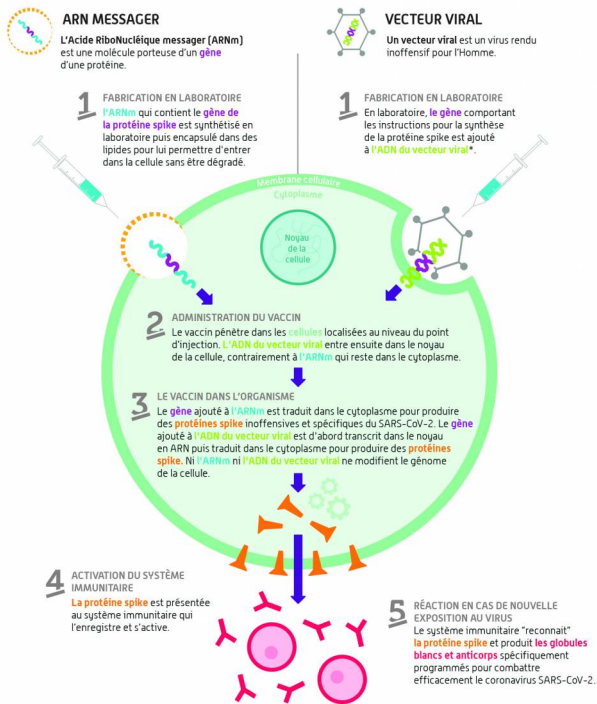 ARN MESSAGER
L'Acide RiboNucléique messager (ARNm)
est une molécule porteuse d'un gène
d'une protéine.
VECTEUR VIRAL
Un vecteur viral est un virus rendu
inoffensif pour l'Homme.
1 FABRICATION EN LABORATOIRE
l'ARNm qui contient le gène de
la protéine spike est synthétisé en
laboratoire puis encapsulé dans des
lipides pour lui permettre d'entrer
dans la cellule sans être dégradé.
1 FABRICATION EN LABORATOIRE
En laboratoire, le gène comportant
les instructions pour la synthèse
de la protéine spike est ajouté
à l'ADN du vecteur viral*.
Membrane cellulaire
Cytoplasme
Noyau
de la
cellule
2 ADMINISTRATION DU VACCIN
Le vaccin pénètre dans les cellules localisées au niveau du point
d'injection. L'ADN du vecteur viral entre ensuite dans le noyau
de la cellule, contrairement à l'ARNm qui reste dans le cytoplasme.
3 LE VACCIN DANS L'ORGANISME
Le gène ajouté à l'ARNm est traduit dans le cytoplasme pour produire
des protéines spike inoffensives et spécifiques du SARS-CoV-2. Le gène
ajouté à l'ADN du vecteur viral est d'abord transcrit dans le noyau
en ARN puis traduit dans le cytoplasme pour produire des protéines
spike. Ni l'ARNm ni l'ADN du vecteur viral ne modifient le génome
de la cellule.
4 ACTIVATION DU SYSTÈME
IMMUNITAIRE
La protéine spike est présentée
au système immunitaire qui
l'enregistre et s'active.
5 RÉACTION EN CAS DE NOUVELLE
EXPOSITION AU VIRUS
Le système immunitaire "reconnait"
la protéine spike et produit les globules
blancs et anticorps spécifiquement
programmés pour combattre
efficacement le coronavirus SARS-CoV-2.